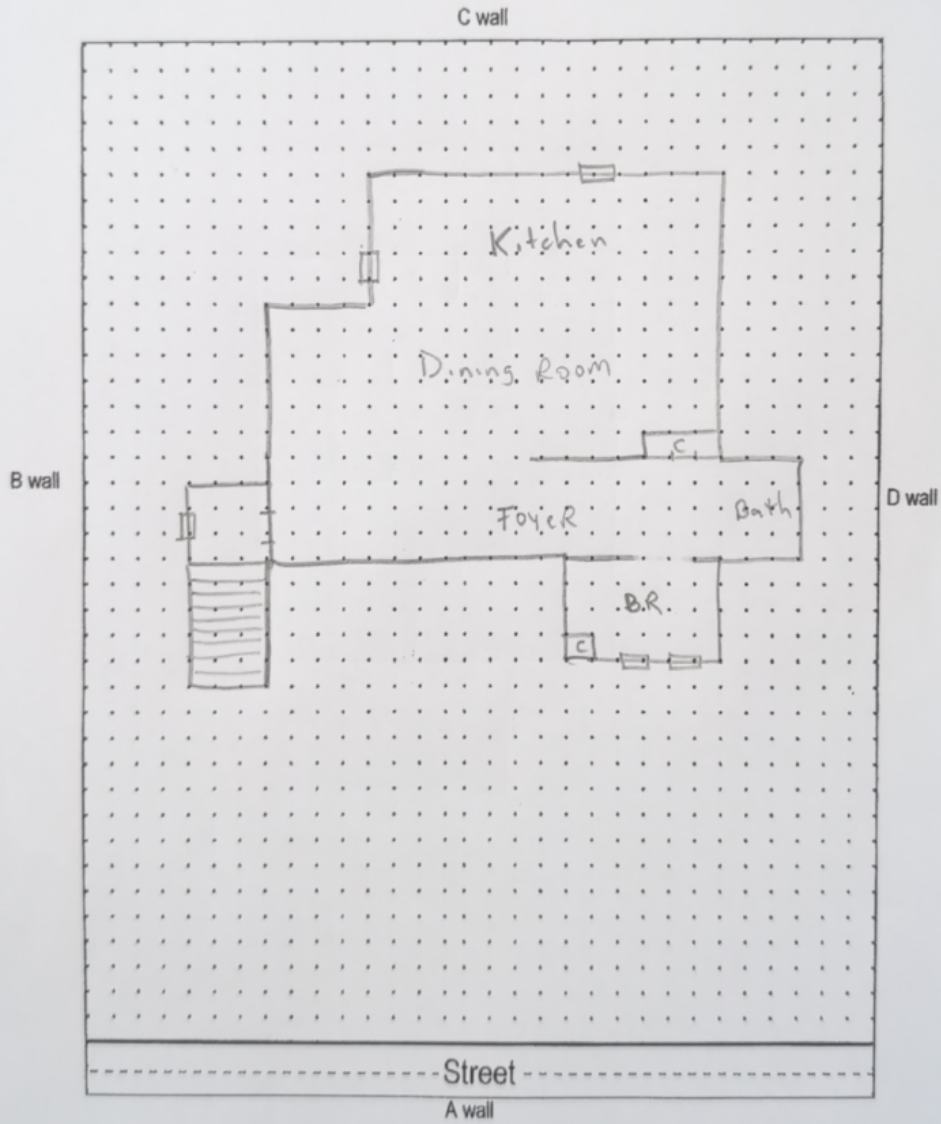 C wall
Kitchen
Dining Room
C
B wall
D wall
Foyer
Bath
B.R.
C
Street
A wall